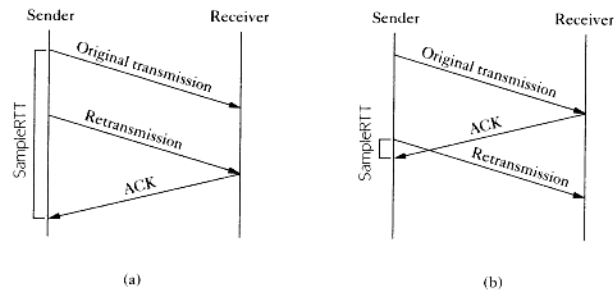 Sender
Receiver
Original transmission
Retransmission
ACK
SampleRTT
(a)
Sender
Receiver
Original transmission
ACK
Retransmission
SampleRTT
(b)